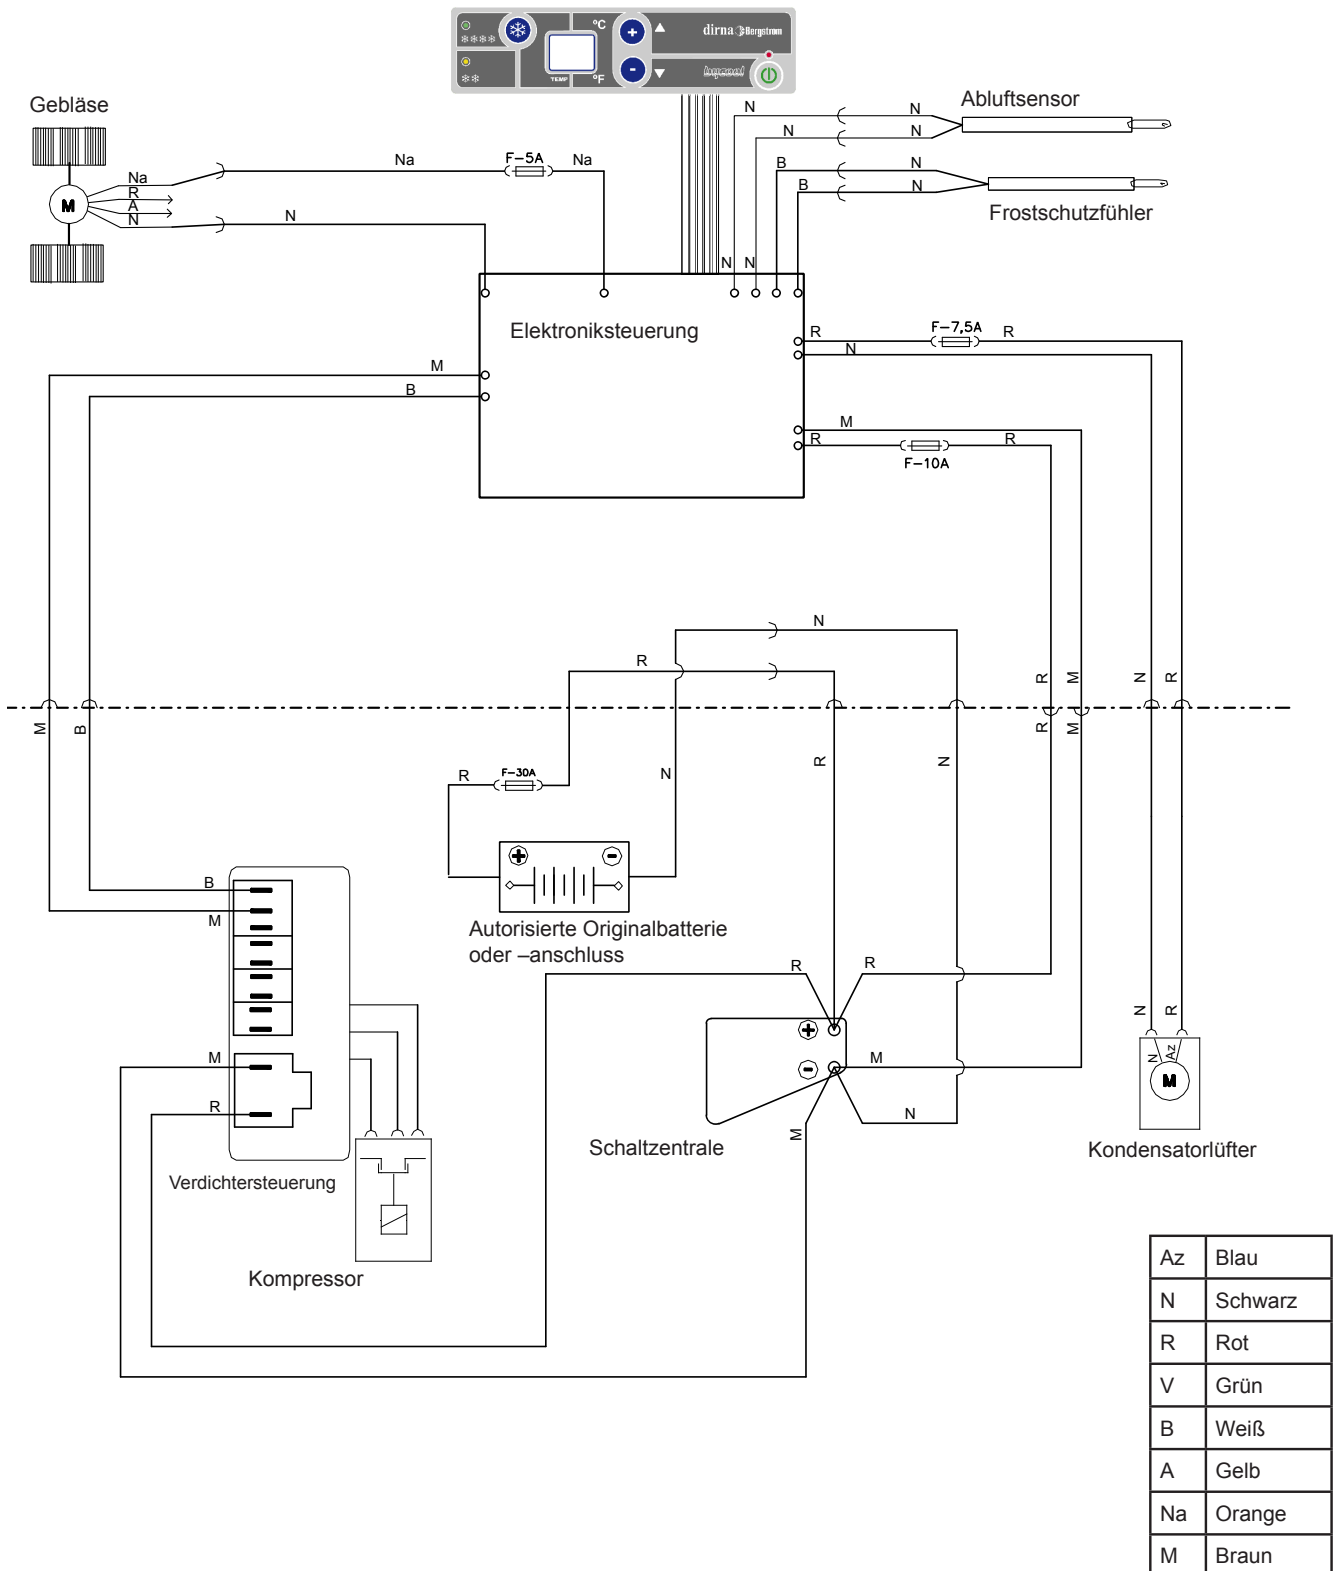 °C
dirna Bergstrom
❄❄❄❄
❄❄
TEMP
°F
bycool
+
-
Gebläse
Na
R
A
N
M
Na
F-5A
Na
N
N
N
Abluftsensor
N
N
B
N
B
N
Frostschutzfühler
N
N
Elektroniksteuerung
R
F-7,5A
R
N
M
B
M
R
F-10A
R
N
R
R
M
N
R
M
B
R
M
R
F-30A
N
R
N
+
-
Autorisierte Originalbatterie
oder –anschluss
B
M
R
R
+
-
M
N
M
Schaltzentrale
M
R
N
R
N
Az
M
Kondensatorlüfter
Verdichtersteuerung
Kompressor
Az Blau
N Schwarz
R Rot
V Grün
B Weiß
A Gelb
Na Orange
M Braun